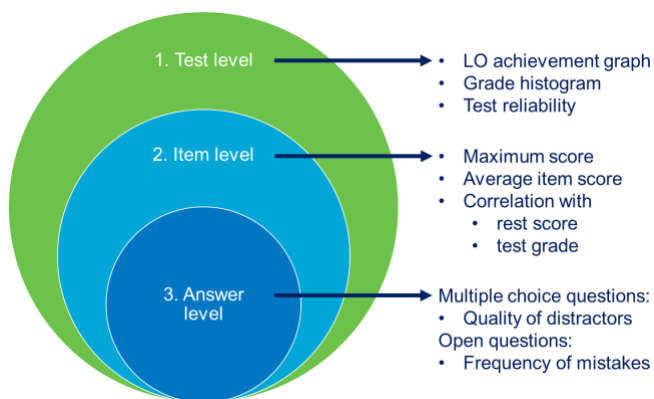 1. Test level
• LO achievement graph
• Grade histogram
• Test reliability
2. Item level
• Maximum score
• Average item score
• Correlation with
• rest score
• test grade
3. Answer
level
Multiple choice questions:
• Quality of distractors
Open questions:
• Frequency of mistakes